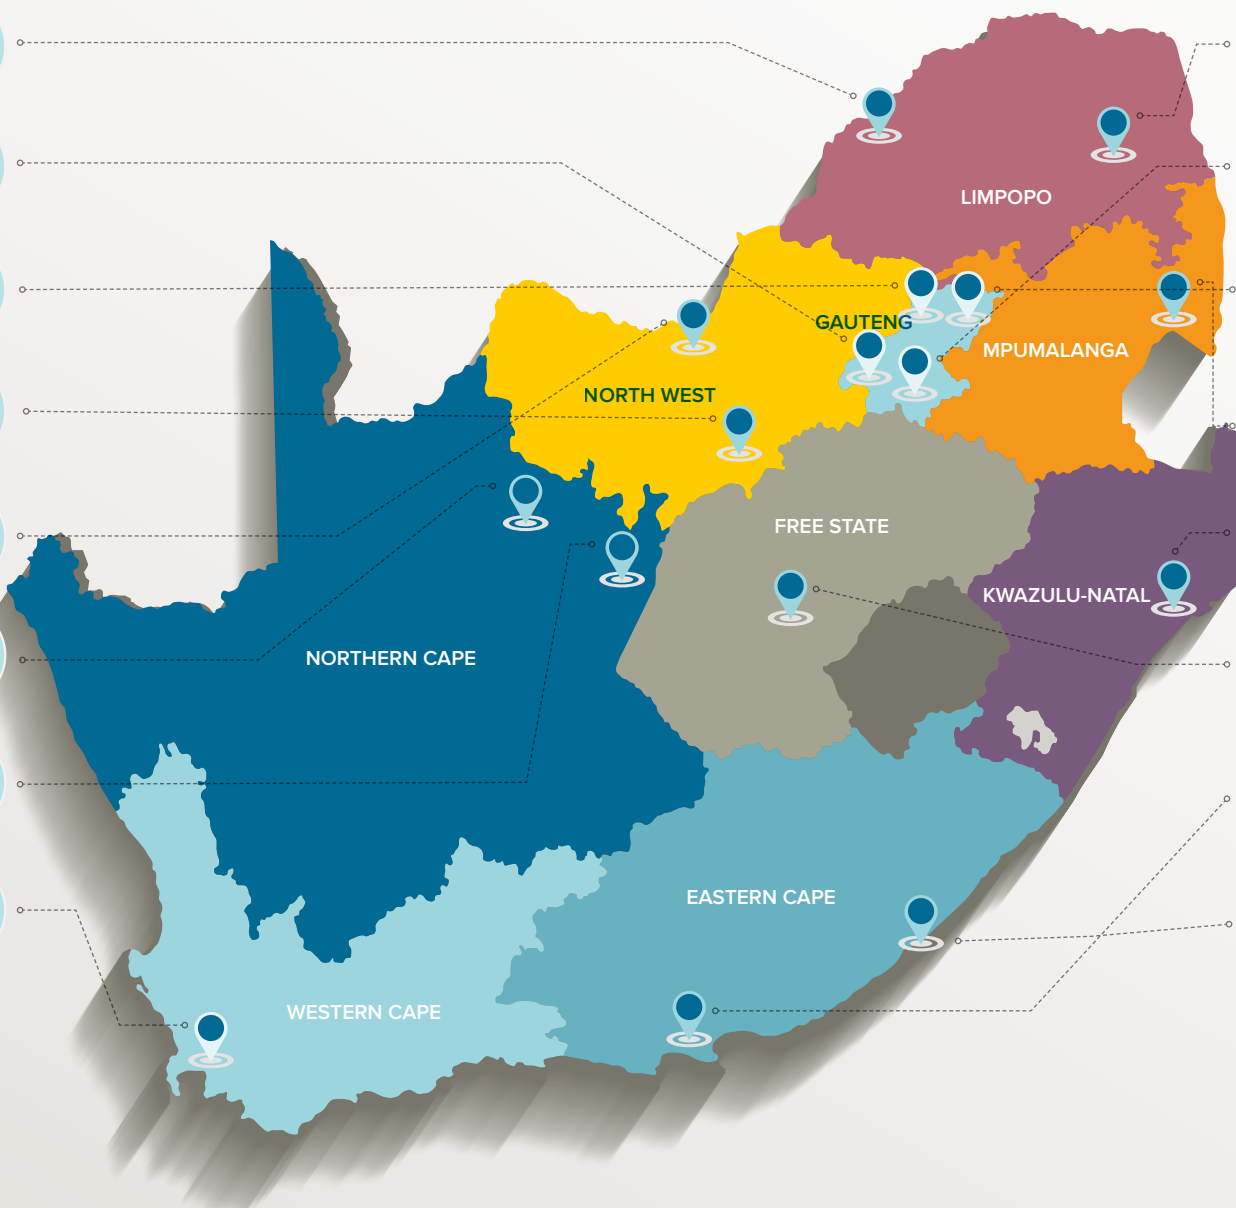 LIMPOPO
GAUTENG
MPUMALANGA
NORTH WEST
FREE STATE
KWAZULU-NATAL
NORTHERN CAPE
EASTERN CAPE
WESTERN CAPE